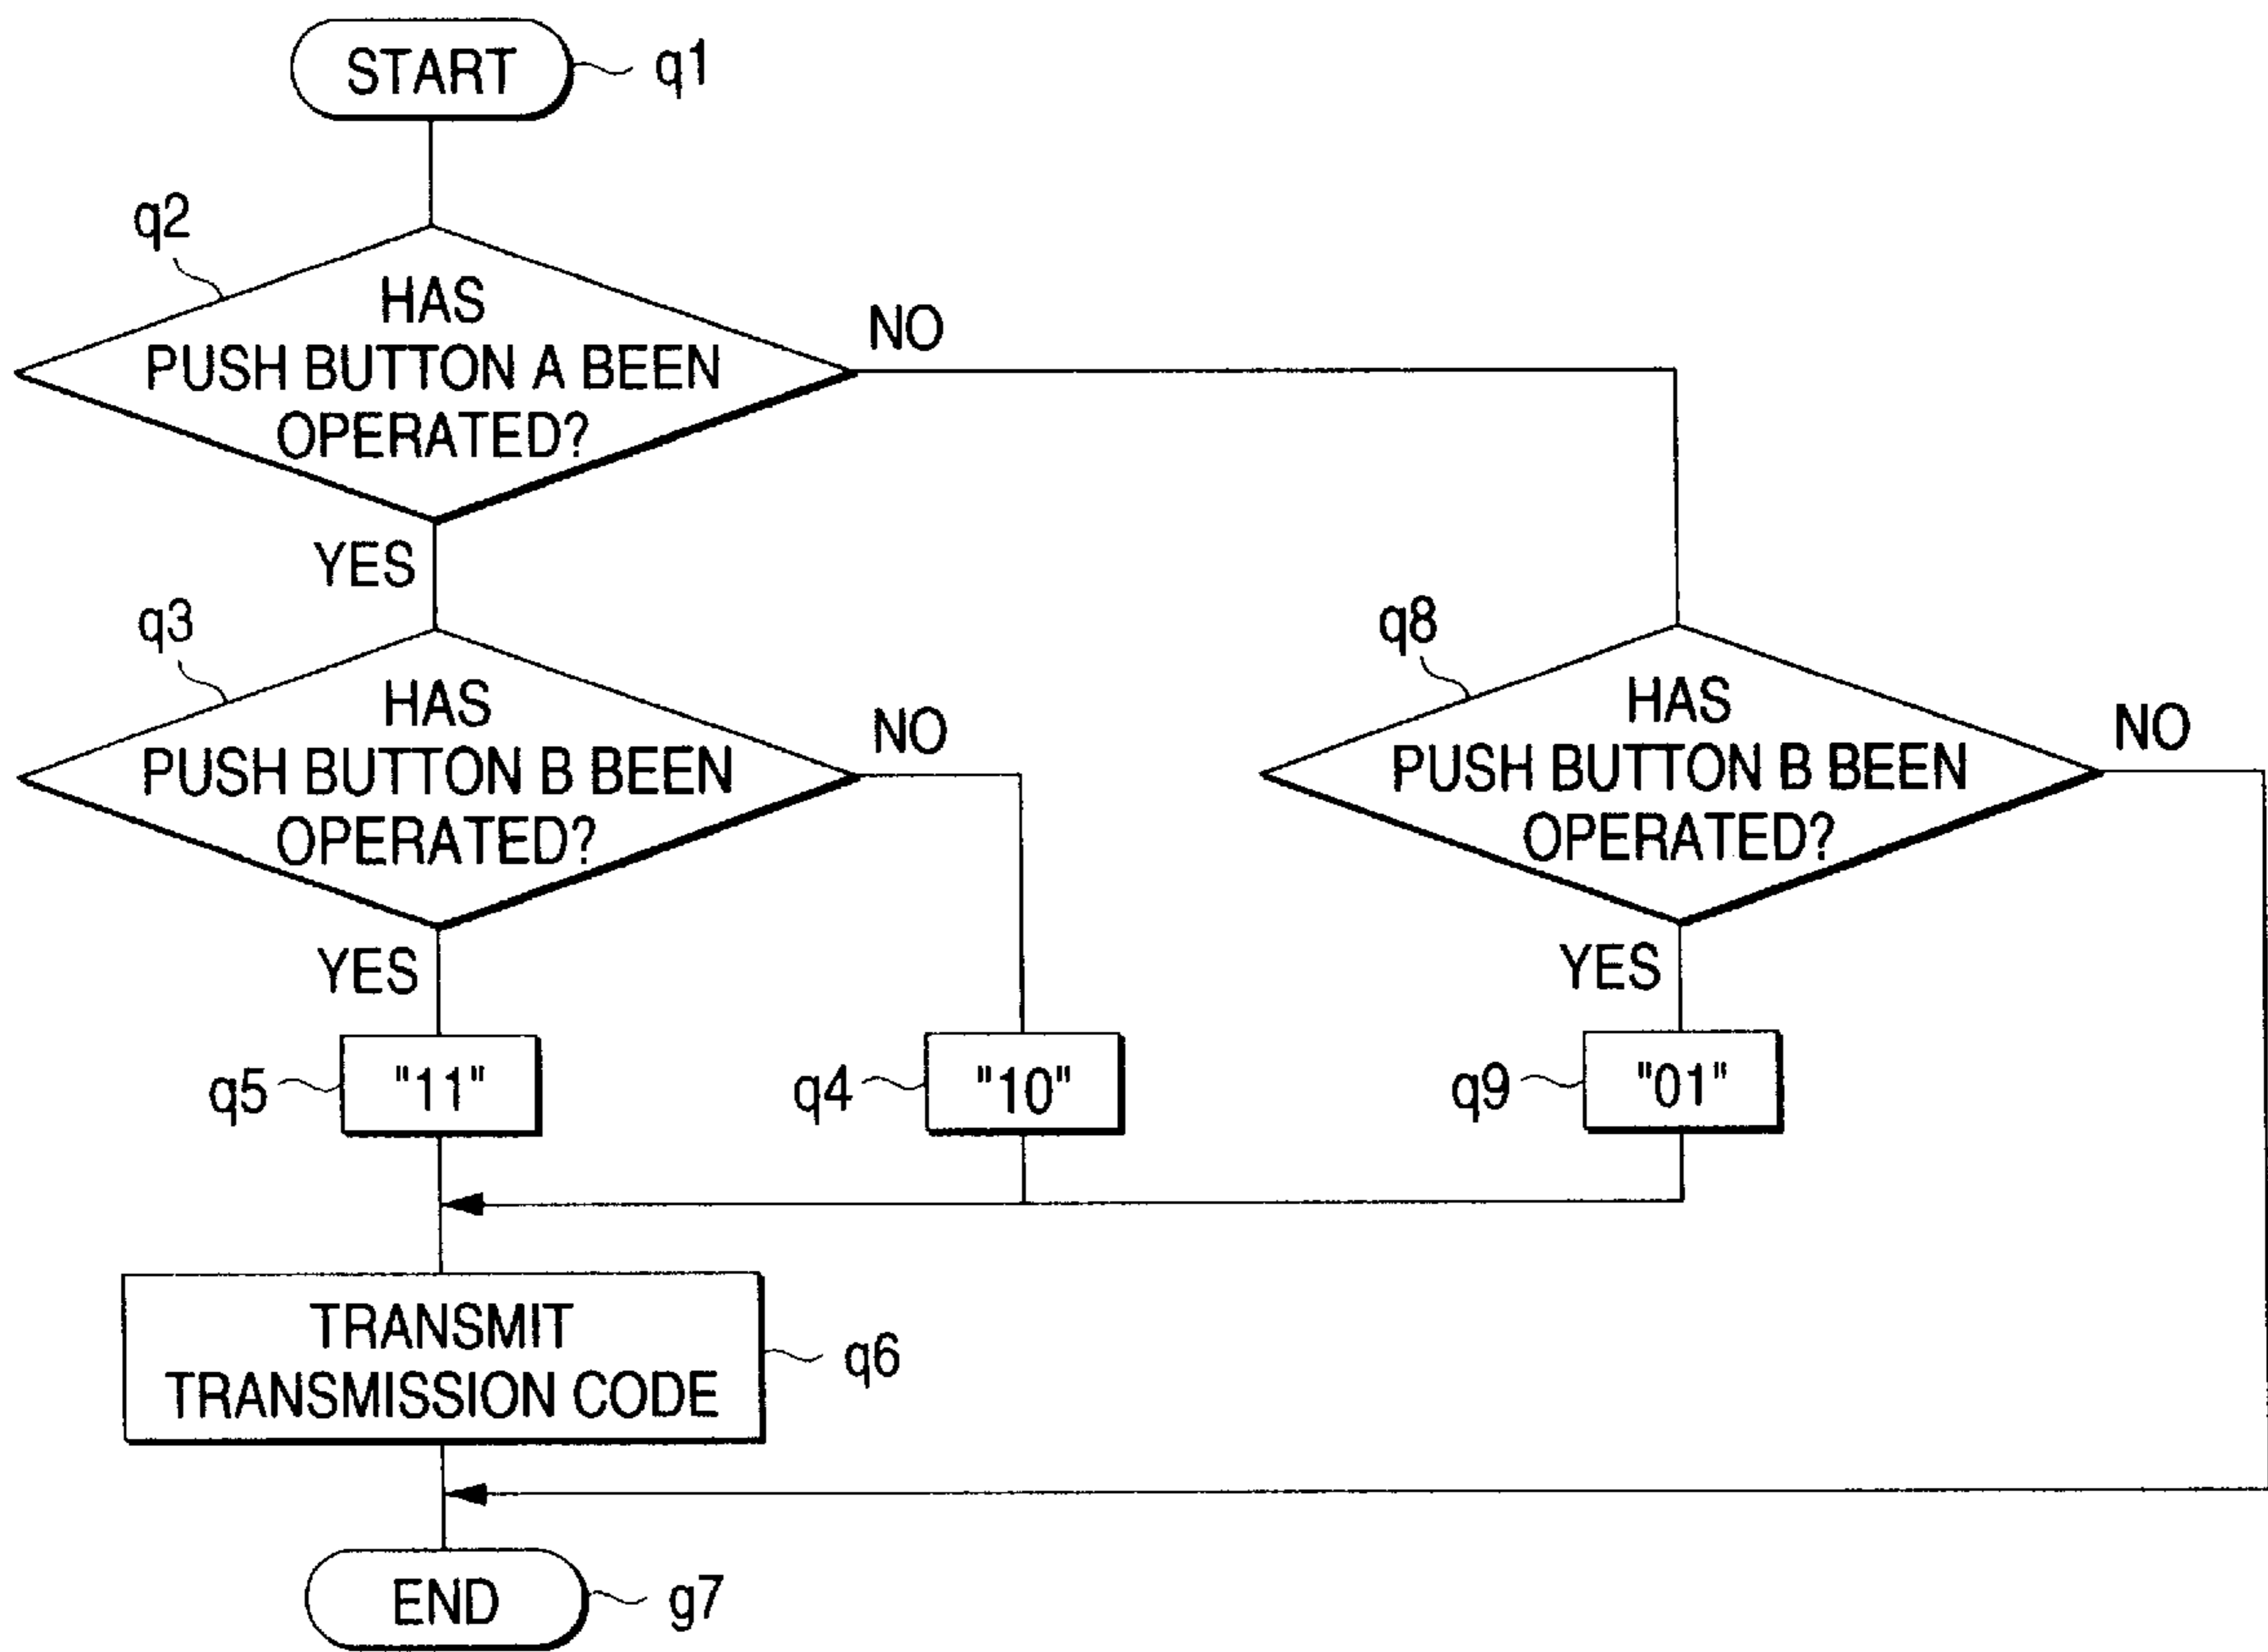 START
q1
q2
HAS
PUSH BUTTON A BEEN
OPERATED?
NO
YES
q3
HAS
PUSH BUTTON B BEEN
OPERATED?
NO
q8
HAS
PUSH BUTTON B BEEN
OPERATED?
NO
YES
YES
q5
"11"
q4
"10"
q9
"01"
TRANSMIT
TRANSMISSION CODE
q6
END
g7